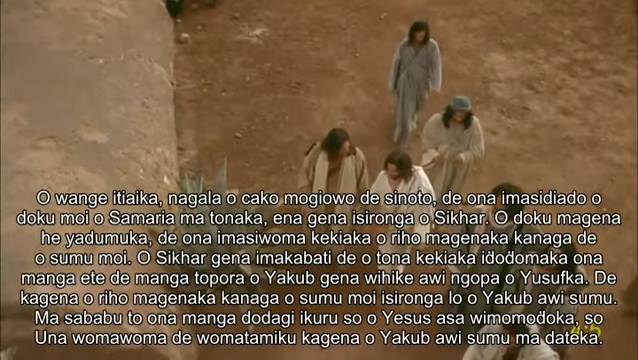 O wange itiaika, nagala o cako mogiowo de sinoto, de ona imasidiado o
doku moi o Samaria ma tonaka, ena gena isironga o Sikhar. O doku magena
he yadumuka, de ona imasiwoma kekiaka o riho magenaka kanaga de
o sumu moi. O Sikhar gena imakabati de o tona kekiaka idodomaka ona
manga ete de manga topora o Yakub gena wihike awi ngopa o Yusufka. De
kagena o riho magenaka kanaga o sumu moi isironga lo o Yakub awi sumu.
Ma sababu to ona manga dodagi ikuru so o Yesus asa wimomodoka, so
Una womawoma de womatamiku kagena o Yakub awi sumu ma dateka.
4:5